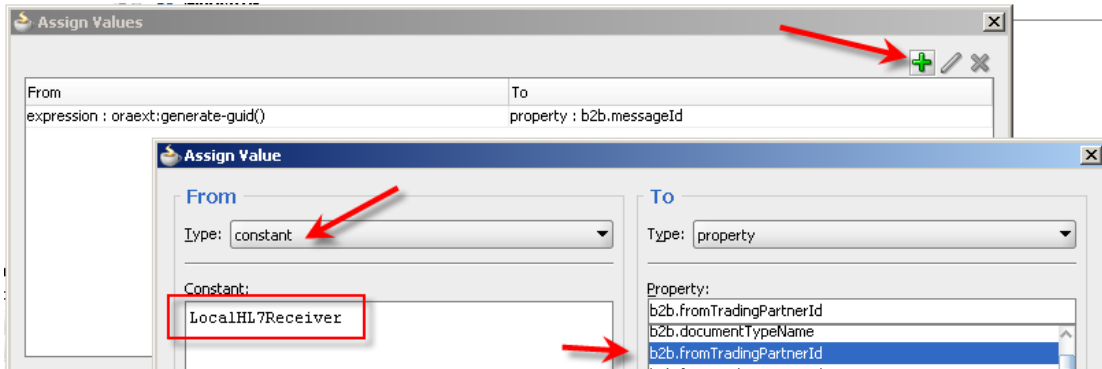 Assign Values
From To
expression : oraext:generate-guid() property : b2b.messageId
Assign Value
From To
Type: constant Type: property
Constant: Property:
LocalHL7Receiver b2b.fromTradingPartnerId
b2b.documentTypeName
b2b.fromTradingPartnerId